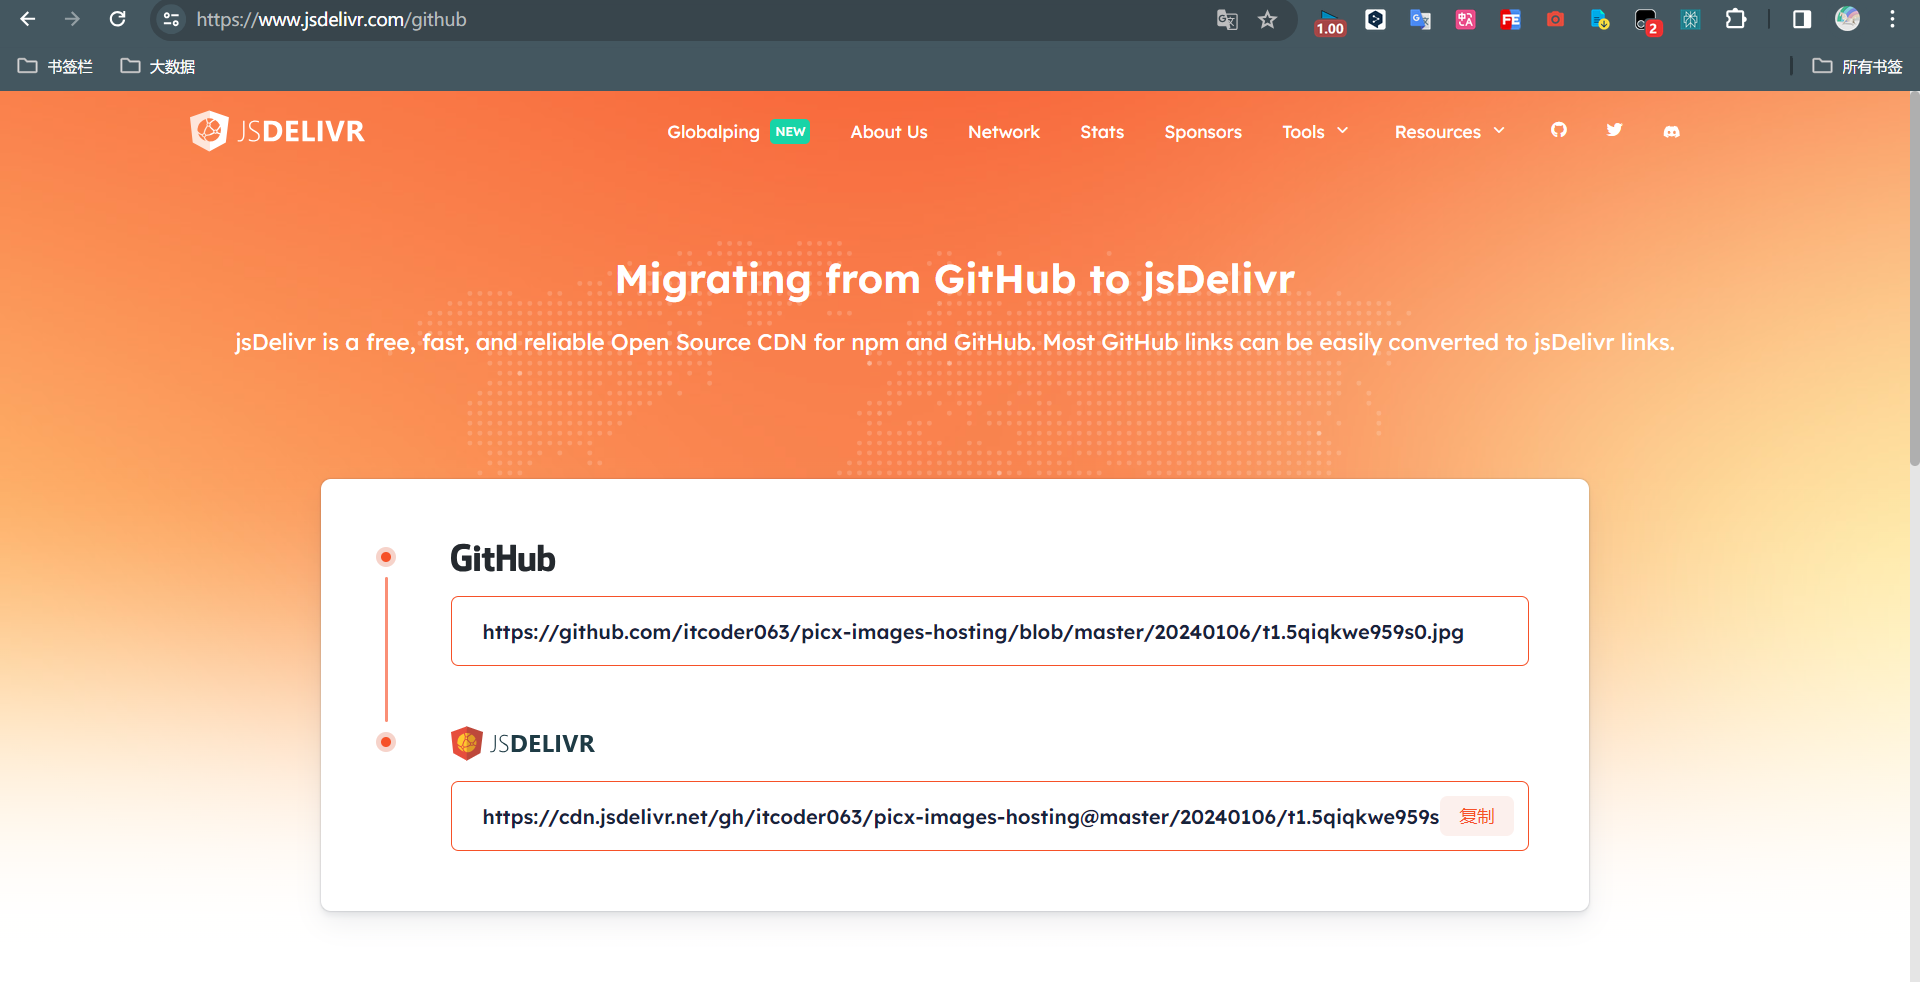 https://www.jsdelivr.com/github
1.00
FE
2
书签栏
大数据
所有书签
JSDELIVR
Globalping NEW
About Us
Network
Stats
Sponsors
Tools
Resources
Migrating from GitHub to jsDelivr
jsDelivr is a free, fast, and reliable Open Source CDN for npm and GitHub. Most GitHub links can be easily converted to jsDelivr links.
GitHub
https://github.com/itcoder063/picx-images-hosting/blob/master/20240106/t1.5qiqkwe959s0.jpg
JSDELIVR
https://cdn.jsdelivr.net/gh/itcoder063/picx-images-hosting@master/20240106/t1.5qiqkwe959s
复制